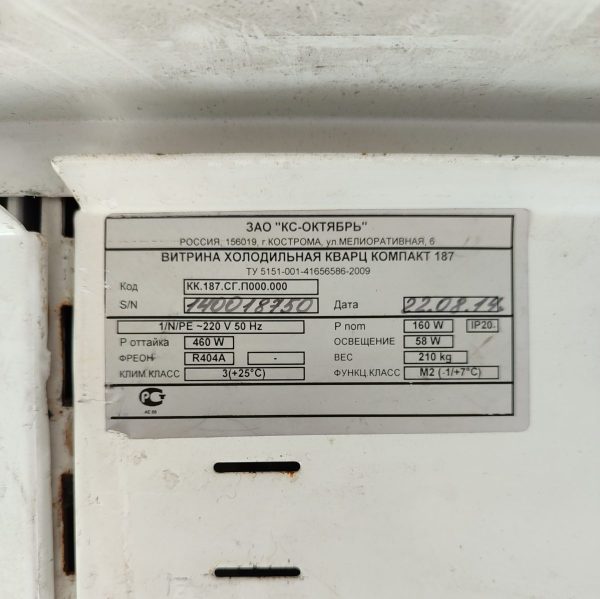 ЗАО "КС-ОКТЯБРЬ"
РОССИЯ, 156019, г КОСТРОМА, ул МЕЛИОРАТИВНАЯ, 6
ВИТРИНА ХОЛОДИЛЬНАЯ КВАРЦ КОМПАКТ 187
ТУ 5151-001-41656586-2009
Код КК.187.СГ.П000.000
S/N 140018750 Дата 22.08.14
1/N/PE ~220 V 50 Hz P nom 160 W IP20
Р оттайка 460 W ОСВЕЩЕНИЕ 58 W
ФРЕОН R404A - ВЕС 210 kg
КЛИМ.КЛАСС 3(+25°C) ФУНКЦ.КЛАСС М2 (-1/+7°C)